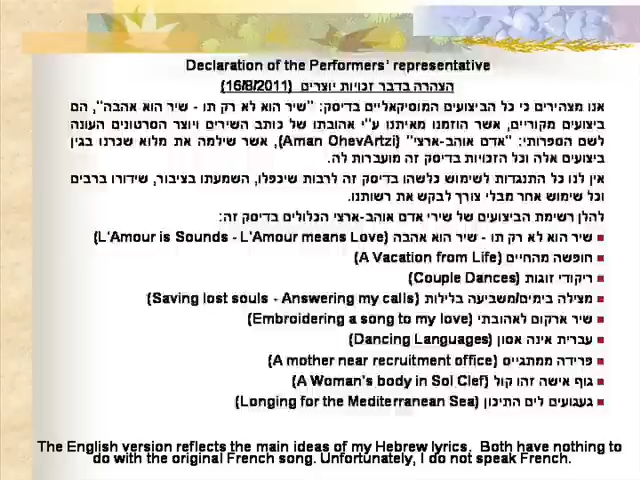 Declaration of the Performers' representative
הצהרה בדבר זכויות יוצרים (16/8/2011)
אנו מצהירים כי כל הביצועים המוסיקאליים בדיסק: "שיר הוא לא רק תו - שיר הוא אהבה", הם
ביצועים מקוריים, אשר הוזמנו מאיתנו ע"י אהובתו של כותב השירים ויוצר הסרטונים העונה
לשם הספרותי: "אדם אוהב-ארצי" (Aman OhevArtzi), אשר שילמה את מלוא שכרנו בגין
ביצועים אלה וכל הזכויות בדיסק זה מועברות לה.
אין לנו כל התנגדות לשימוש כלשהו בדיסק זה לרבות שיכפלו, השמעתו בציבור, שידורו ברבים
וכל שימוש אחר מבלי צורך לבקש את רשותנו.
להלן רשימת הביצועים של שירי אדם אוהב-ארצי הכלולים בדיסק זה:
שיר הוא לא רק תו - שיר הוא אהבה (L'Amour is Sounds - L'Amour means Love)
חופשה מהחיים (A Vacation from Life)
ריקודי זוגות (Couple Dances)
מצילה בימים/משביעה בלילות (Saving lost souls - Answering my calls)
שיר ארקום לאהובתי (Embroidering a song to my love)
עברית אינה אסון (Dancing Languages)
פרידה ממתגייס (A mother near recruitment office)
גוף אישה זהו קול (A Woman's body in Sol Clef)
געגועים לים התיכון (Longing for the Mediterranean Sea)
The English version reflects the main ideas of my Hebrew lyrics. Both have nothing to
do with the original French song. Unfortunately, I do not speak French.